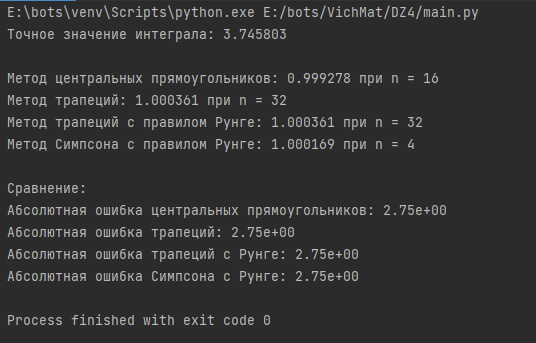 E:\bots\venv\Scripts\python.exe E:/bots/VichMat/DZ4/main.py
Точное значение интеграла: 3.745803
Метод центральных прямоугольников: 0.999278 при n = 16
Метод трапеций: 1.000361 при n = 32
Метод трапеций с правилом Рунге: 1.000361 при n = 32
Метод Симпсона с правилом Рунге: 1.000169 при n = 4
Сравнение:
Абсолютная ошибка центральных прямоугольников: 2.75e+00
Абсолютная ошибка трапеций: 2.75e+00
Абсолютная ошибка трапеций с Рунге: 2.75e+00
Абсолютная ошибка Симпсона с Рунге: 2.75e+00
Process finished with exit code 0